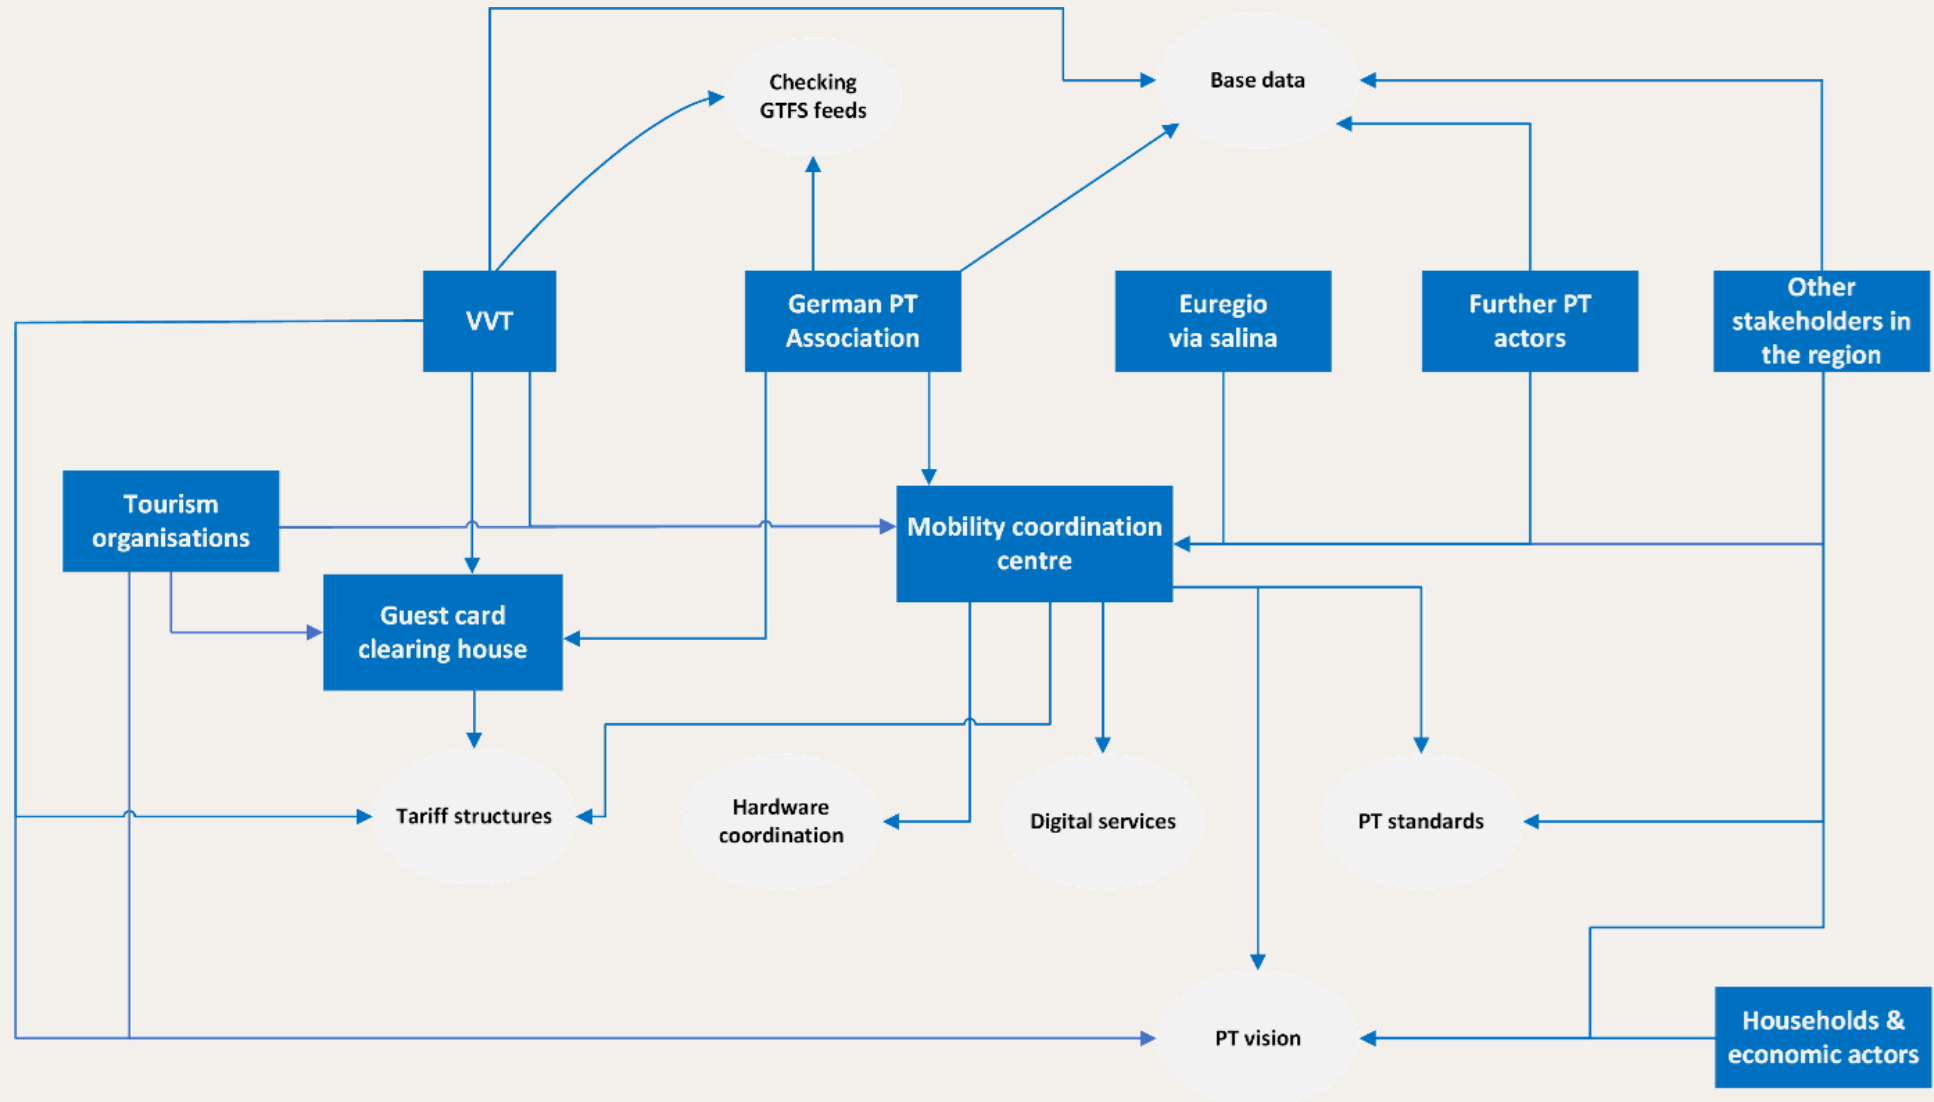 Checking
GTFS feeds
Base data
VVT
German PT
Association
Euregio
via salina
Further PT
actors
Other
stakeholders in
the region
Tourism
organisations
Mobility coordination
centre
Guest card
clearing house
Tariff structures
Hardware
coordination
Digital services
PT standards
PT vision
Households &
economic actors